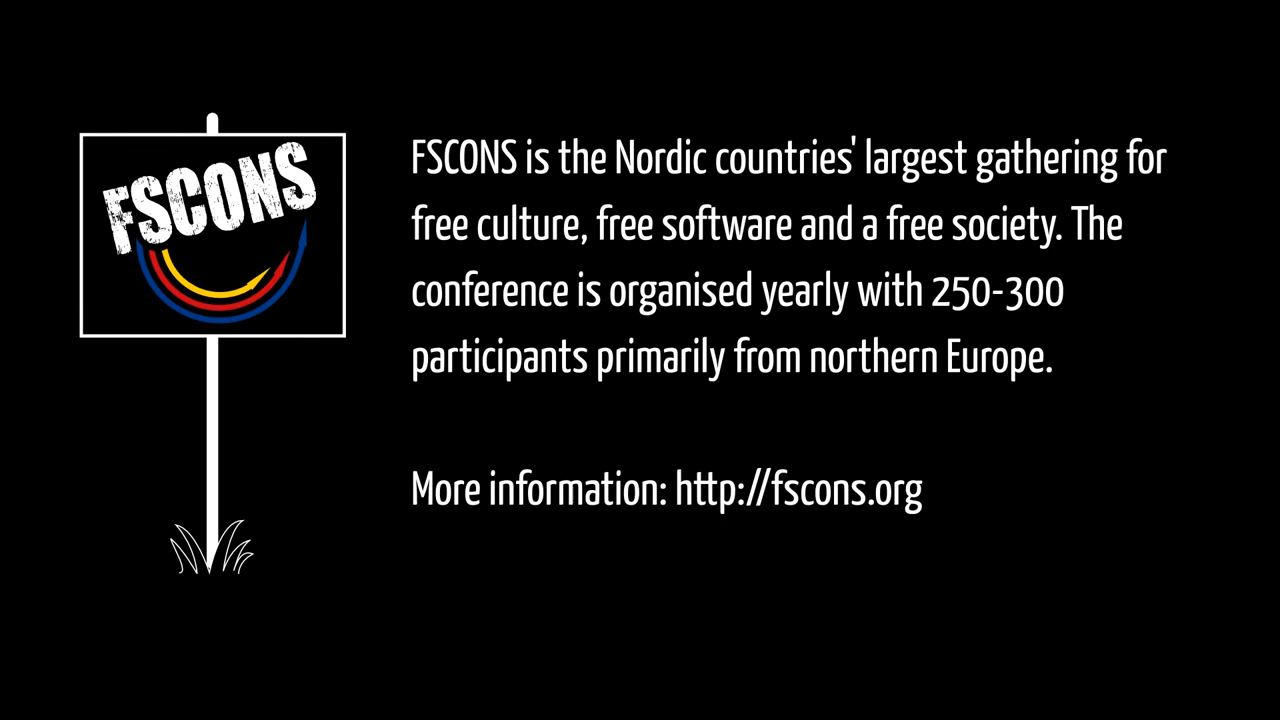 FSCONS
FSCONS is the Nordic countries' largest gathering for
free culture, free software and a free society. The
conference is organised yearly with 250-300
participants primarily from northern Europe.
More information: http://fscons.org